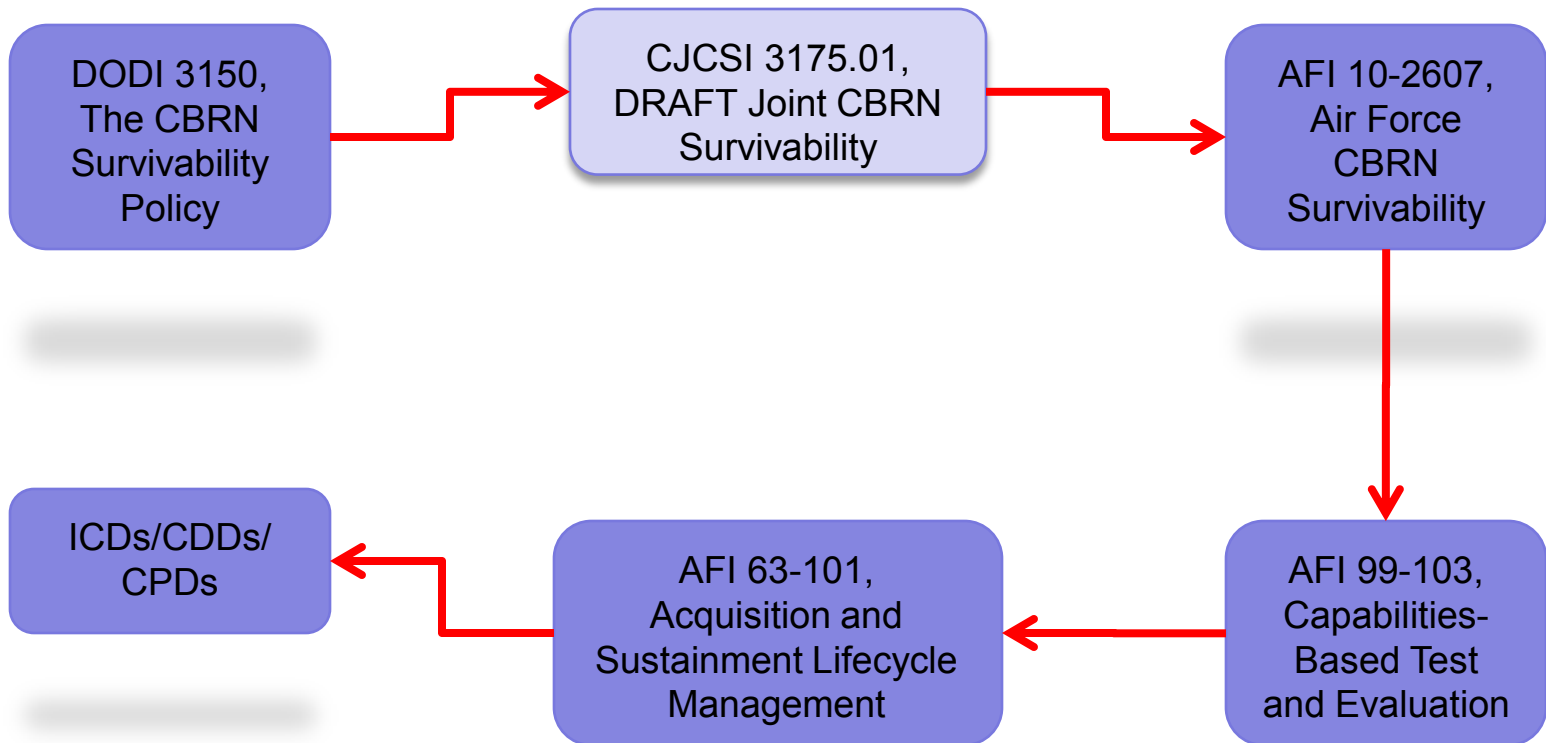 DODI 3150,
The CBRN
Survivability
Policy
CJCSI 3175.01,
DRAFT Joint CBRN
Survivability
AFI 10-2607,
Air Force
CBRN
Survivability
AFI 99-103,
Capabilities-
Based Test
and Evaluation
AFI 63-101,
Acquisition and
Sustainment Lifecycle
Management
ICDs/CDDs/
CPDs